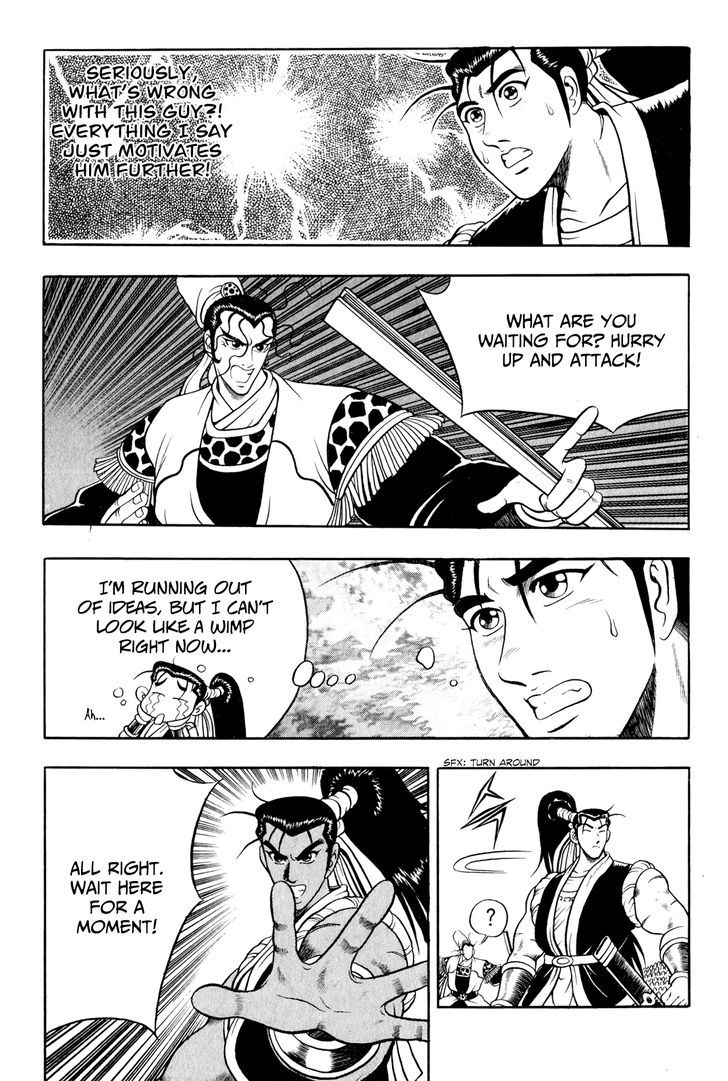 SERIOUSLY,
WHAT'S WRONG
WITH THIS GUY?!
EVERYTHING I SAY
JUST MOTIVATES
HIM FURTHER!
WHAT ARE YOU
WAITING FOR? HURRY
UP AND ATTACK!
I'M RUNNING OUT
OF IDEAS, BUT I CAN'T
LOOK LIKE A WIMP
RIGHT NOW...
Ah...
ALL RIGHT.
WAIT HERE
FOR A
MOMENT!
SFX: TURN AROUND
?